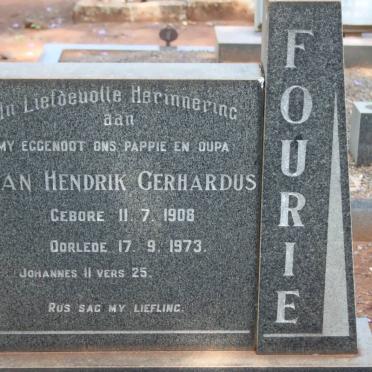 In Liefdevolle Herinnering
aan
MY EGGENOOT ONS PAPPIE EN OUPA
HENDRIK GERHARDUS
GEBORE 11. 7. 1908
OORLEDE 17. 9. 1973.
JOHANNES 11 VERS 25.
RUS SAG MY LIEFLING.
FOURIE